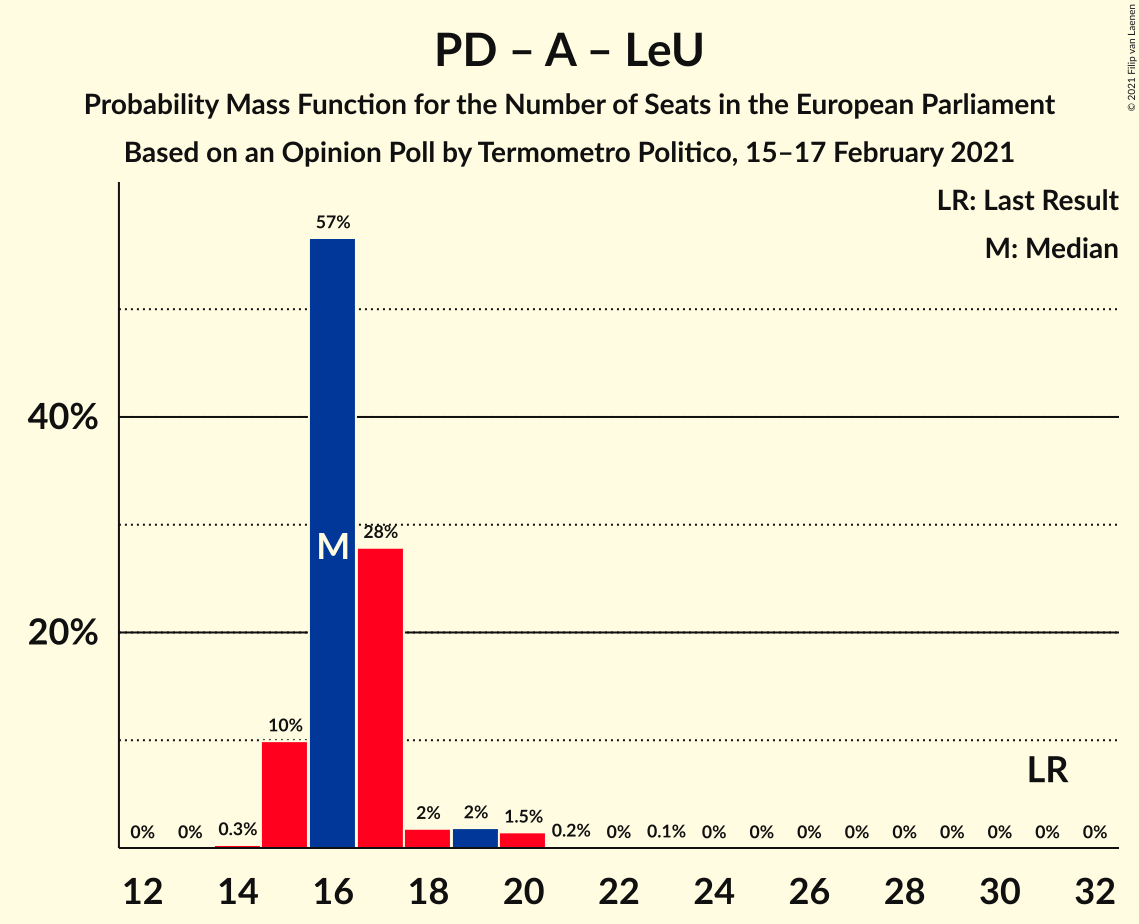 PD – A – LeU
Probability Mass Function for the Number of Seats in the European Parliament
Based on an Opinion Poll by Termometro Politico, 15–17 February 2021
© 2021 Filip van Laenen
LR: Last Result
M: Median
57%
40%
28%
M
20%
10%
LR
0% 0% 0.3% 2% 2% 1.5% 0.2% 0% 0.1% 0% 0% 0% 0% 0% 0% 0% 0% 0%
12 14 16 18 20 22 24 26 28 30 32